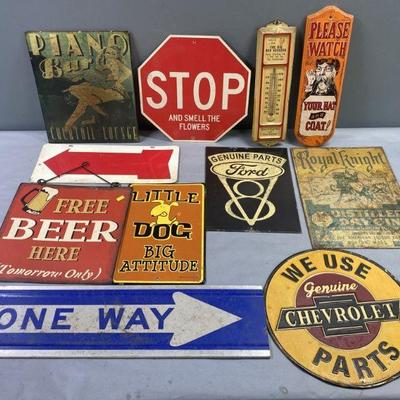 PIANO
Bar
COCKTAIL LOUNGE
STOP
AND SMELL THE
FLOWERS
PLEASE
WATCH
YOUR HAT
AND
COAT!
FREE
BEER
HERE
(Tomorrow Only)
LITTLE
DOG
BIG
ATTITUDE
GENUINE PARTS
Ford
V8
Royal Knight
ONE WAY
WE USE
Genuine
CHEVROLET
PARTS